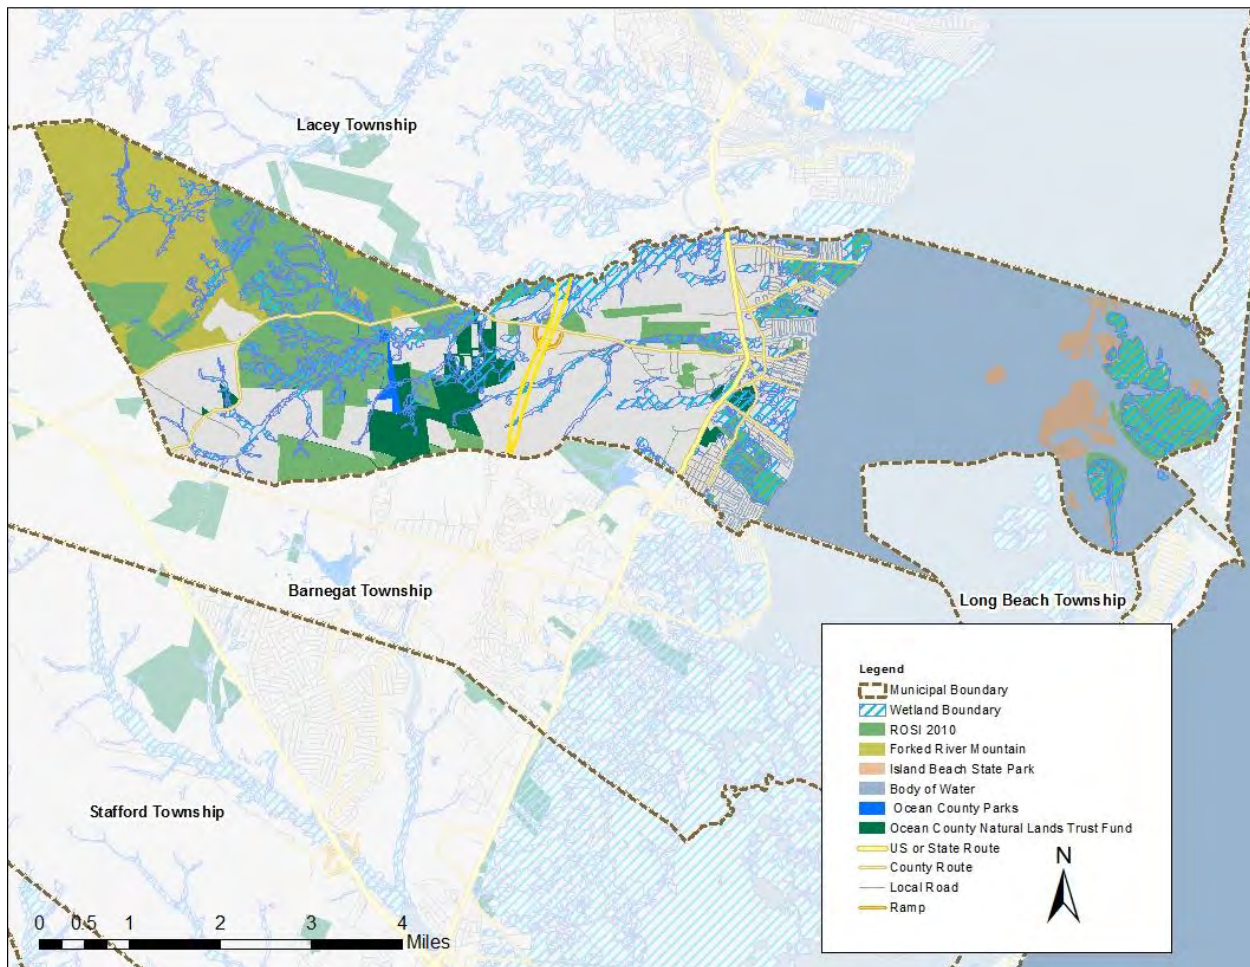 Lacey Township
Barnegat Township
Long Beach Township
Stafford Township
Legend
Municipal Boundary
Wetland Boundary
ROSI 2010
Forked River Mountain
Island Beach State Park
Body of Water
Ocean County Parks
Ocean County Natural Lands Trust Fund
US or State Route
County Route
Local Road
Ramp
N
0 0.5 1 2 3 4
Miles